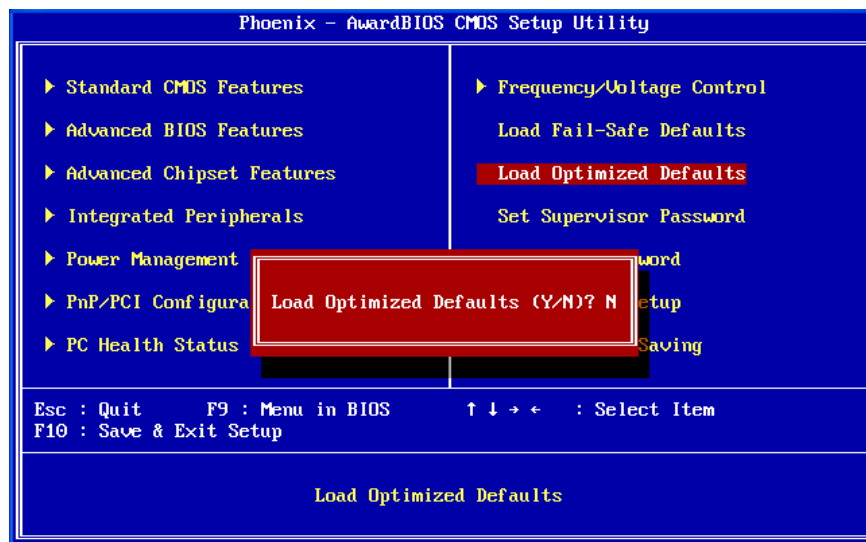 Phoenix - AwardBIOS CMOS Setup Utility
Standard CMOS Features
Advanced BIOS Features
Advanced Chipset Features
Integrated Peripherals
Power Management
PnP/PCI Configura
PC Health Status
Frequency/Voltage Control
Load Fail-Safe Defaults
Load Optimized Defaults
Set Supervisor Password
word
etup
Saving
Load Optimized Defaults (Y/N)? N
Esc : Quit F9 : Menu in BIOS ↑ ↓ → ← : Select Item
F10 : Save & Exit Setup
Load Optimized Defaults